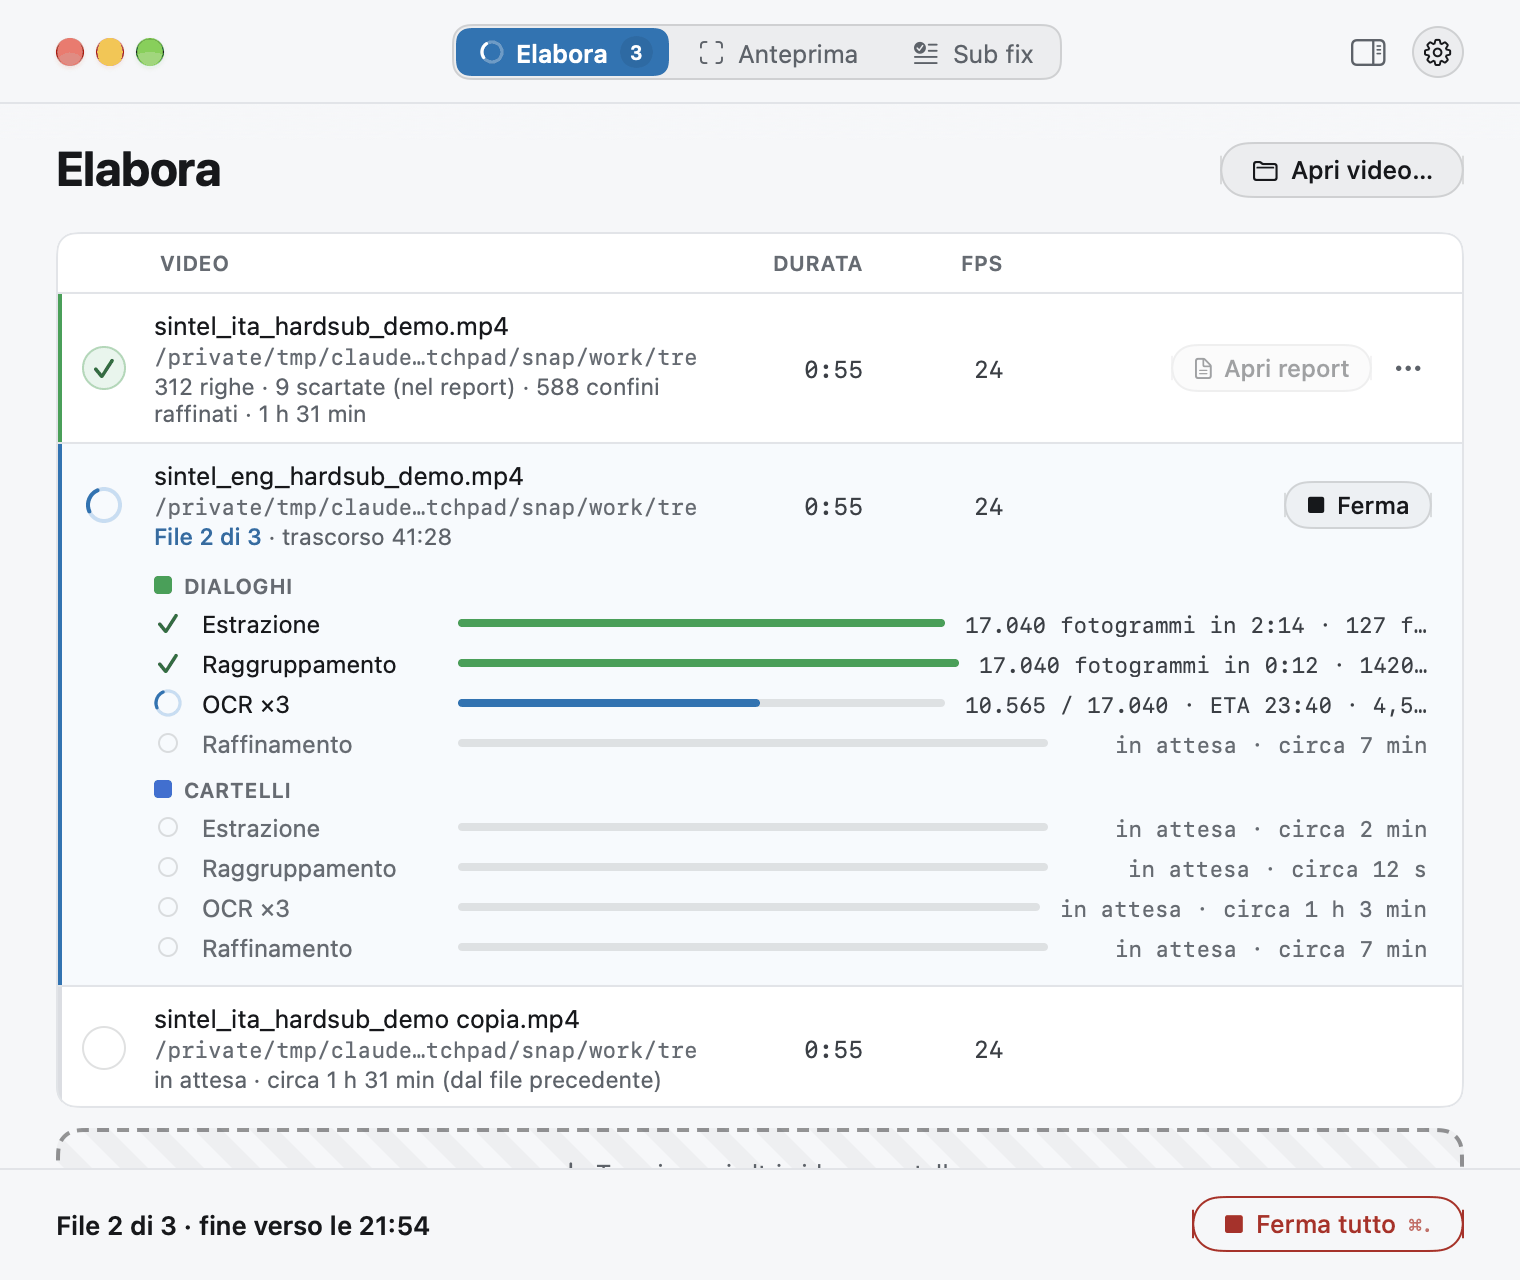 Elabora 3 Anteprima Sub fix
Elabora
Apri video...
VIDEO DURATA FPS
sintel_ita_hardsub_demo.mp4
/private/tmp/claude…tchpad/snap/work/tre
312 righe · 9 scartate (nel report) · 588 confini
raffinati · 1 h 31 min
0:55 24 Apri report
sintel_eng_hardsub_demo.mp4
/private/tmp/claude…tchpad/snap/work/tre
File 2 di 3 · trascorso 41:28
0:55 24 Ferma
DIALOGHI
Estrazione 17.040 fotogrammi in 2:14 · 127 f…
Raggruppamento 17.040 fotogrammi in 0:12 · 1420…
OCR ×3 10.565 / 17.040 · ETA 23:40 · 4,5…
Raffinamento in attesa · circa 7 min
CARTELLI
Estrazione in attesa · circa 2 min
Raggruppamento in attesa · circa 12 s
OCR ×3 in attesa · circa 1 h 3 min
Raffinamento in attesa · circa 7 min
sintel_ita_hardsub_demo copia.mp4
/private/tmp/claude…tchpad/snap/work/tre
in attesa · circa 1 h 31 min (dal file precedente)
0:55 24
File 2 di 3 · fine verso le 21:54
Ferma tutto ⌘.